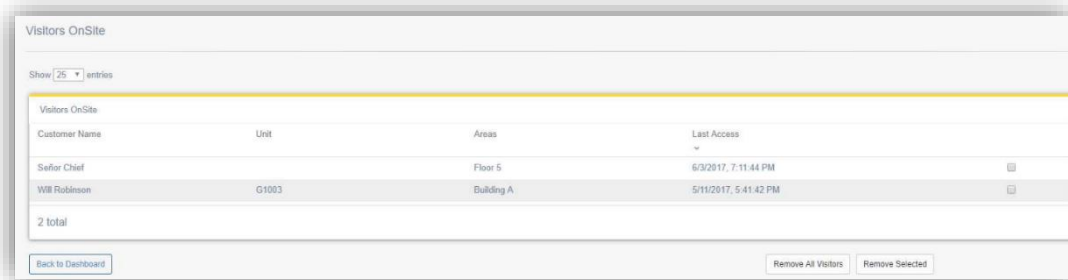 Visitors OnSite
Show 25 entries
Visitors OnSite
Customer Name Unit Areas Last Access
Señor Chief Floor 5 6/3/2017, 7:11:44 PM
Will Robinson G1003 Building A 5/11/2017, 5:41:42 PM
2 total
Back to Dashboard Remove All Visitors Remove Selected